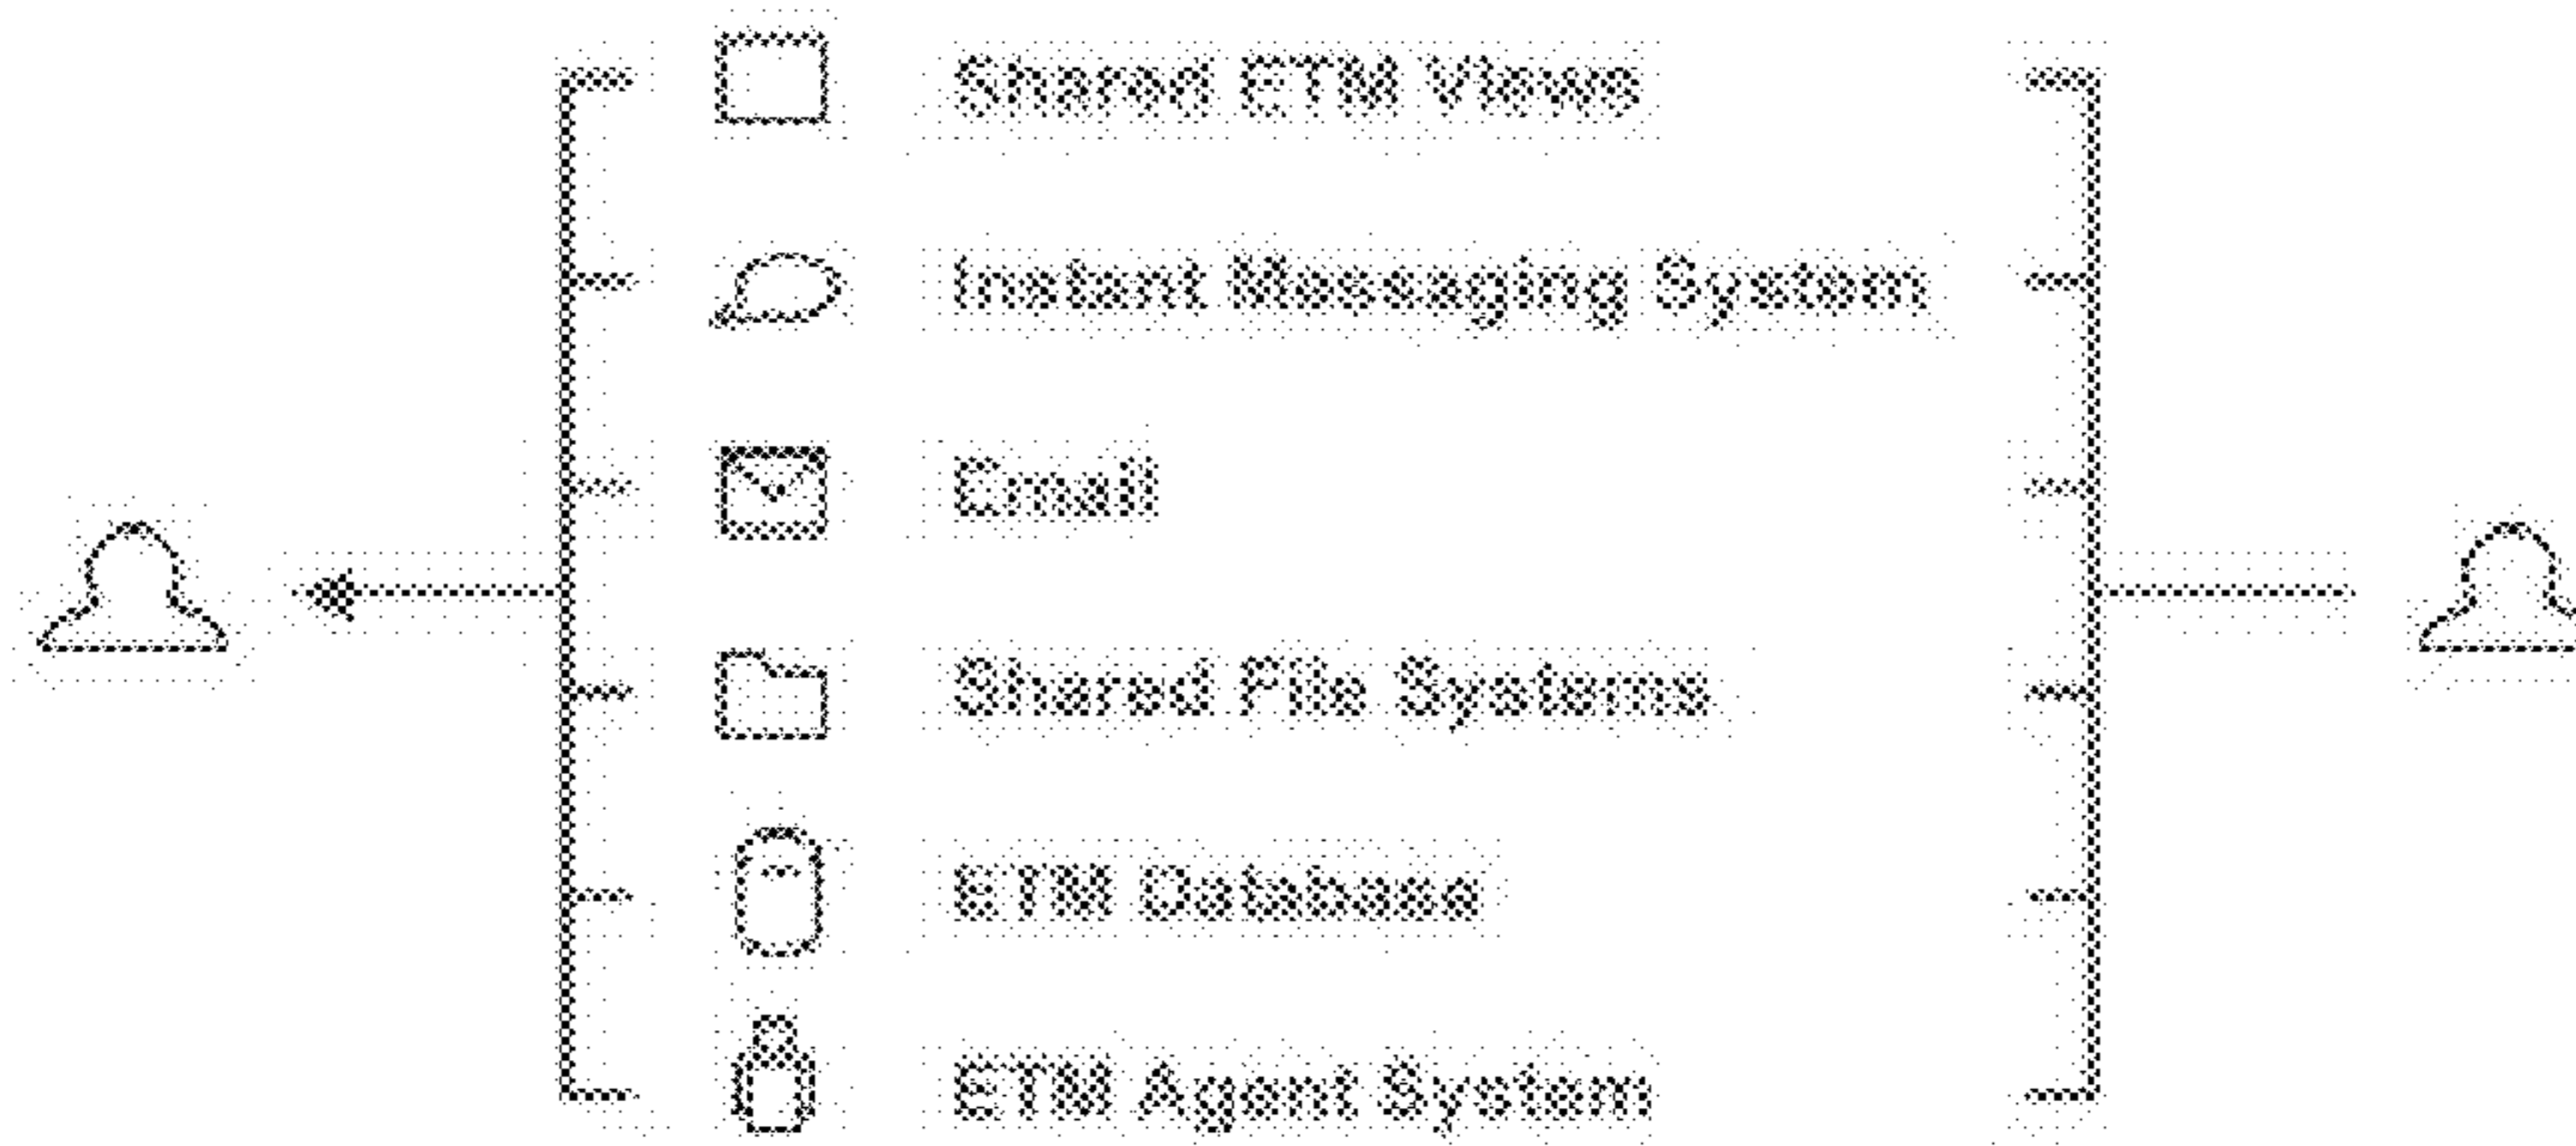 Shared ETM Views
Instant Messaging System
Email
Shared File Systems
ETM Database
ETM Agent System